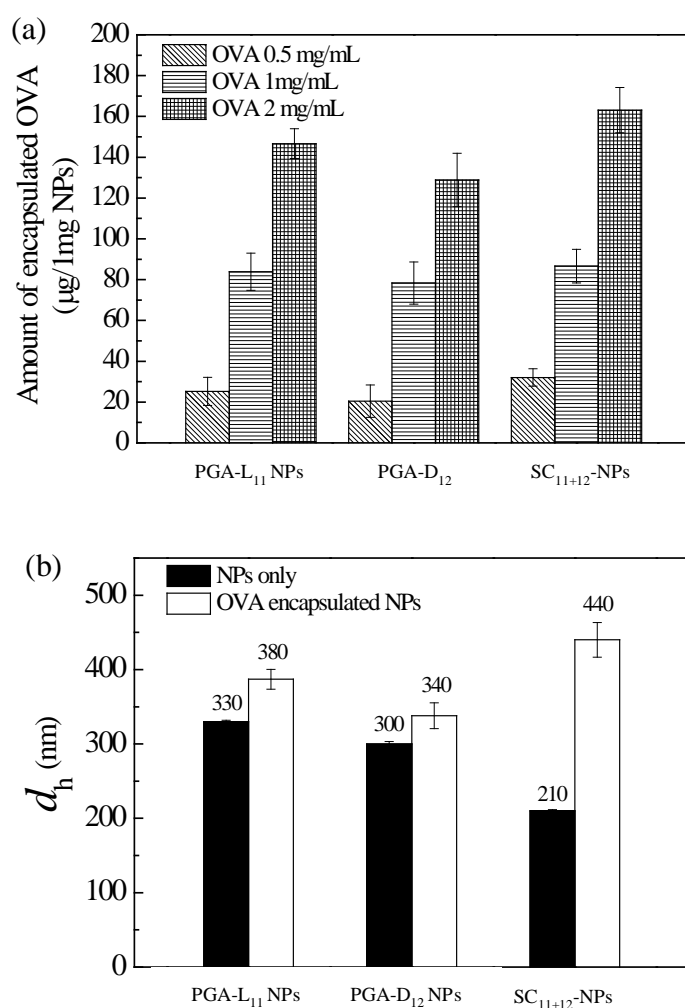 (a)
200
180
160
140
120
100
80
60
40
20
0
Amount of encapsulated OVA
(μg/1mg NPs)
OVA 0.5 mg/mL
OVA 1mg/mL
OVA 2 mg/mL
PGA-L11 NPs
PGA-D12
SC11+12-NPs
(b)
500
400
300
200
100
0
dh (nm)
NPs only
OVA encapsulated NPs
330
380
300
340
210
440
PGA-L11 NPs
PGA-D12 NPs
SC11+12-NPs